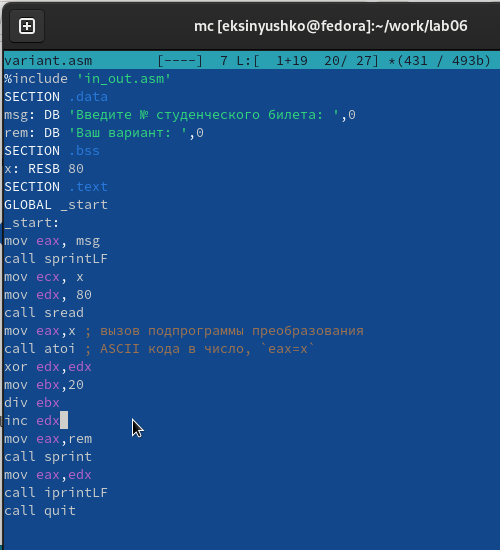 mc [eksinyushko@fedora]:~/work/lab06
variant.asm        [----]  7 L:[  1+19  20/ 27] *(431 / 493b)
%include 'in_out.asm'
SECTION .data
msg: DB 'Введите № студенческого билета: ',0
rem: DB 'Ваш вариант: ',0
SECTION .bss
x: RESB 80
SECTION .text
GLOBAL _start
_start:
mov eax, msg
call sprintLF
mov ecx, x
mov edx, 80
call sread
mov eax,x ; вызов подпрограммы преобразования
call atoi ; ASCII кода в число, `eax=x`
xor edx,edx
mov ebx,20
div ebx
inc edx
mov eax,rem
call sprint
mov eax,edx
call iprintLF
call quit